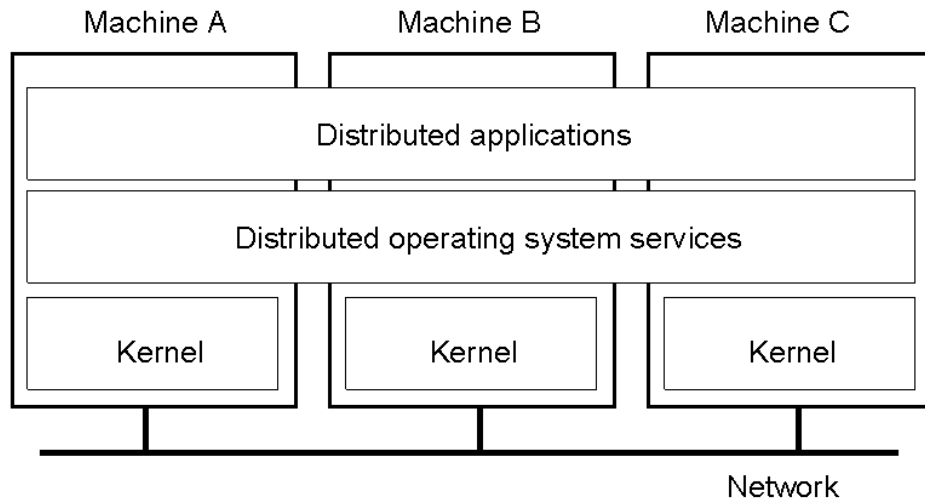 Machine A
Machine B
Machine C
Distributed applications
Distributed operating system services
Kernel
Kernel
Kernel
Network